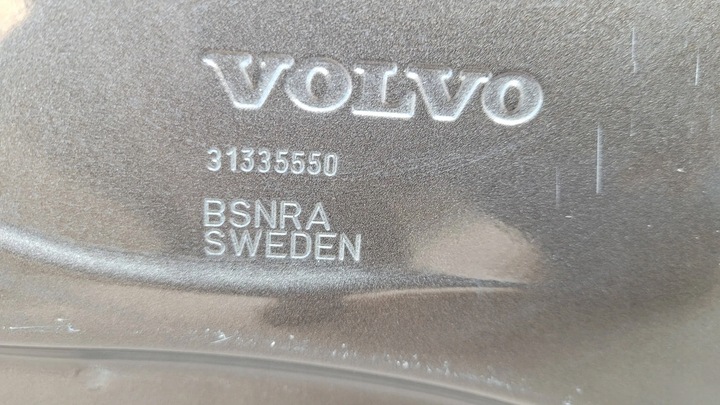 VOLVO
31335550
BSNRA
SWEDEN